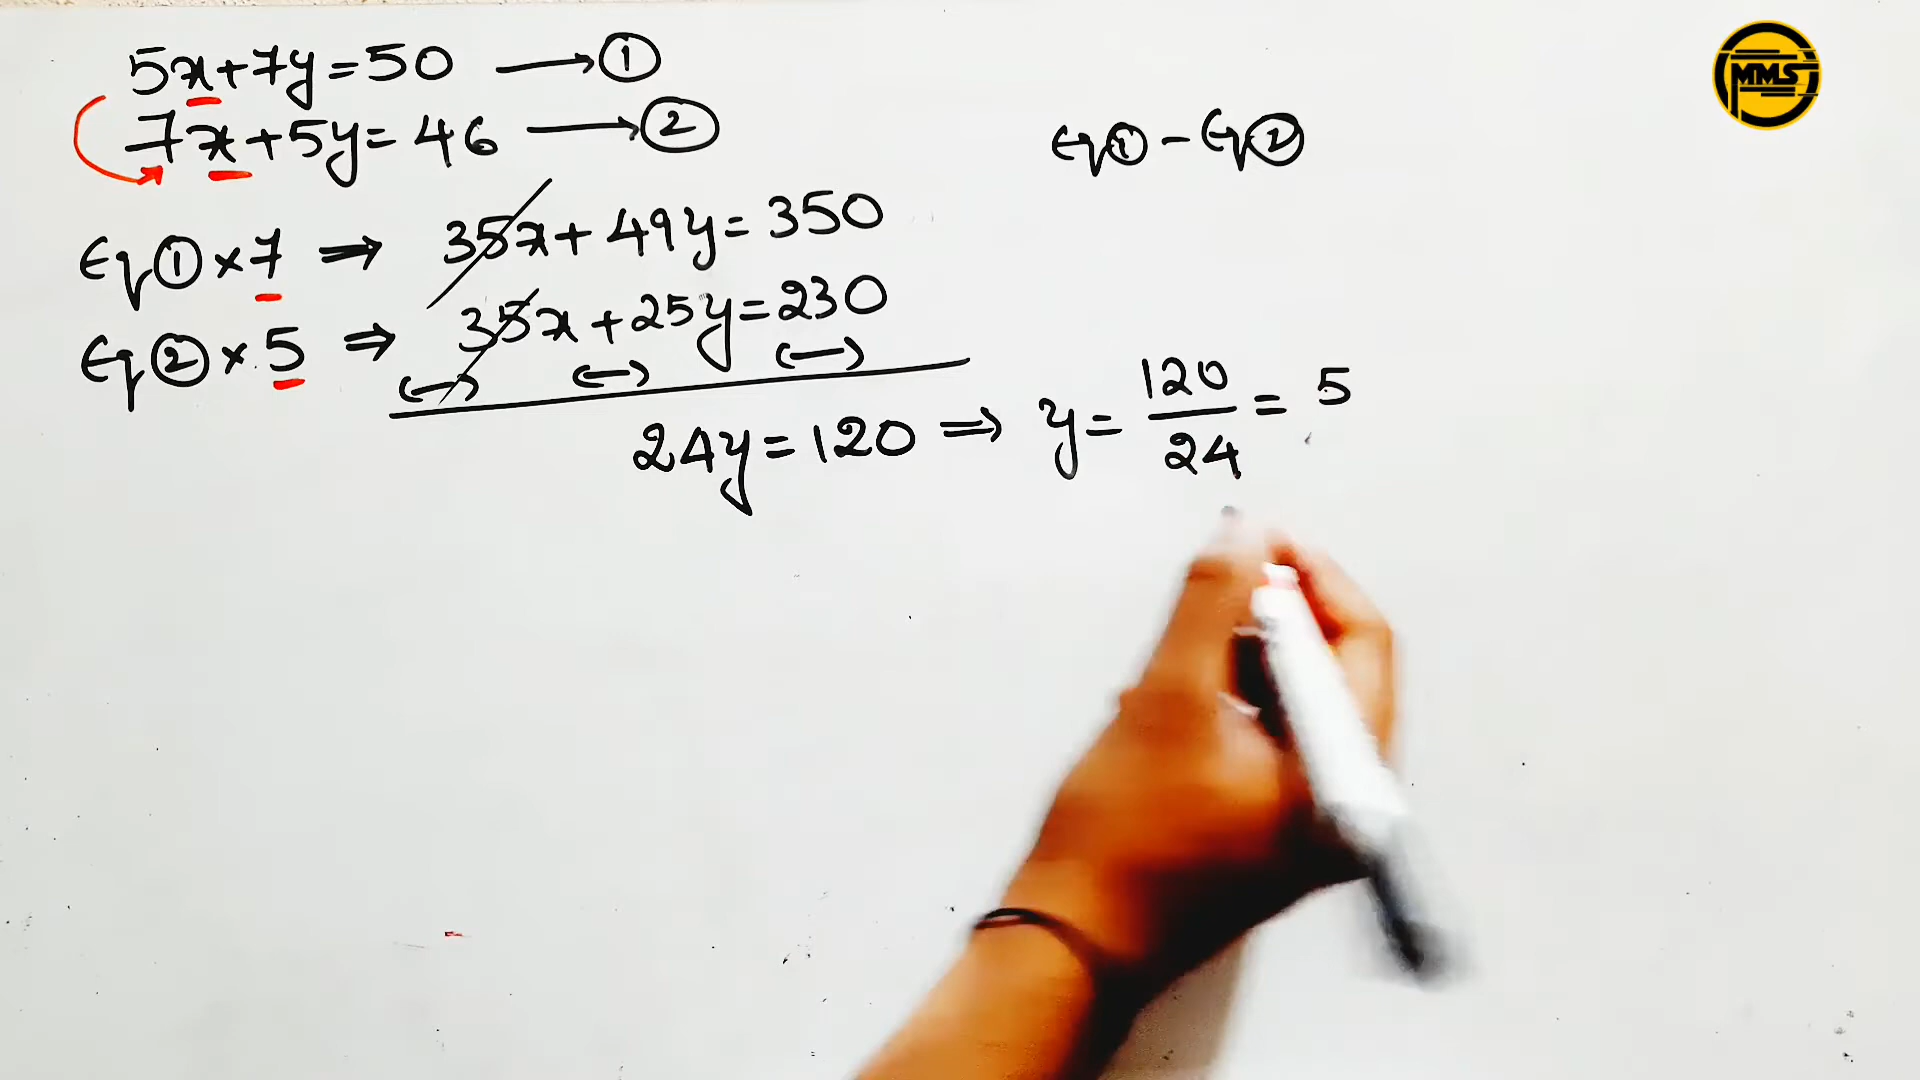 5x+7y=50 → ①
7x+5y=46 → ②
Eq①-Eq②
Eq①×7 ⇒ 35x+49y=350
Eq②×5 ⇒ 35x+25y=230
(-) (-) (-)
24y=120 ⇒ y=120/24=5
MMS